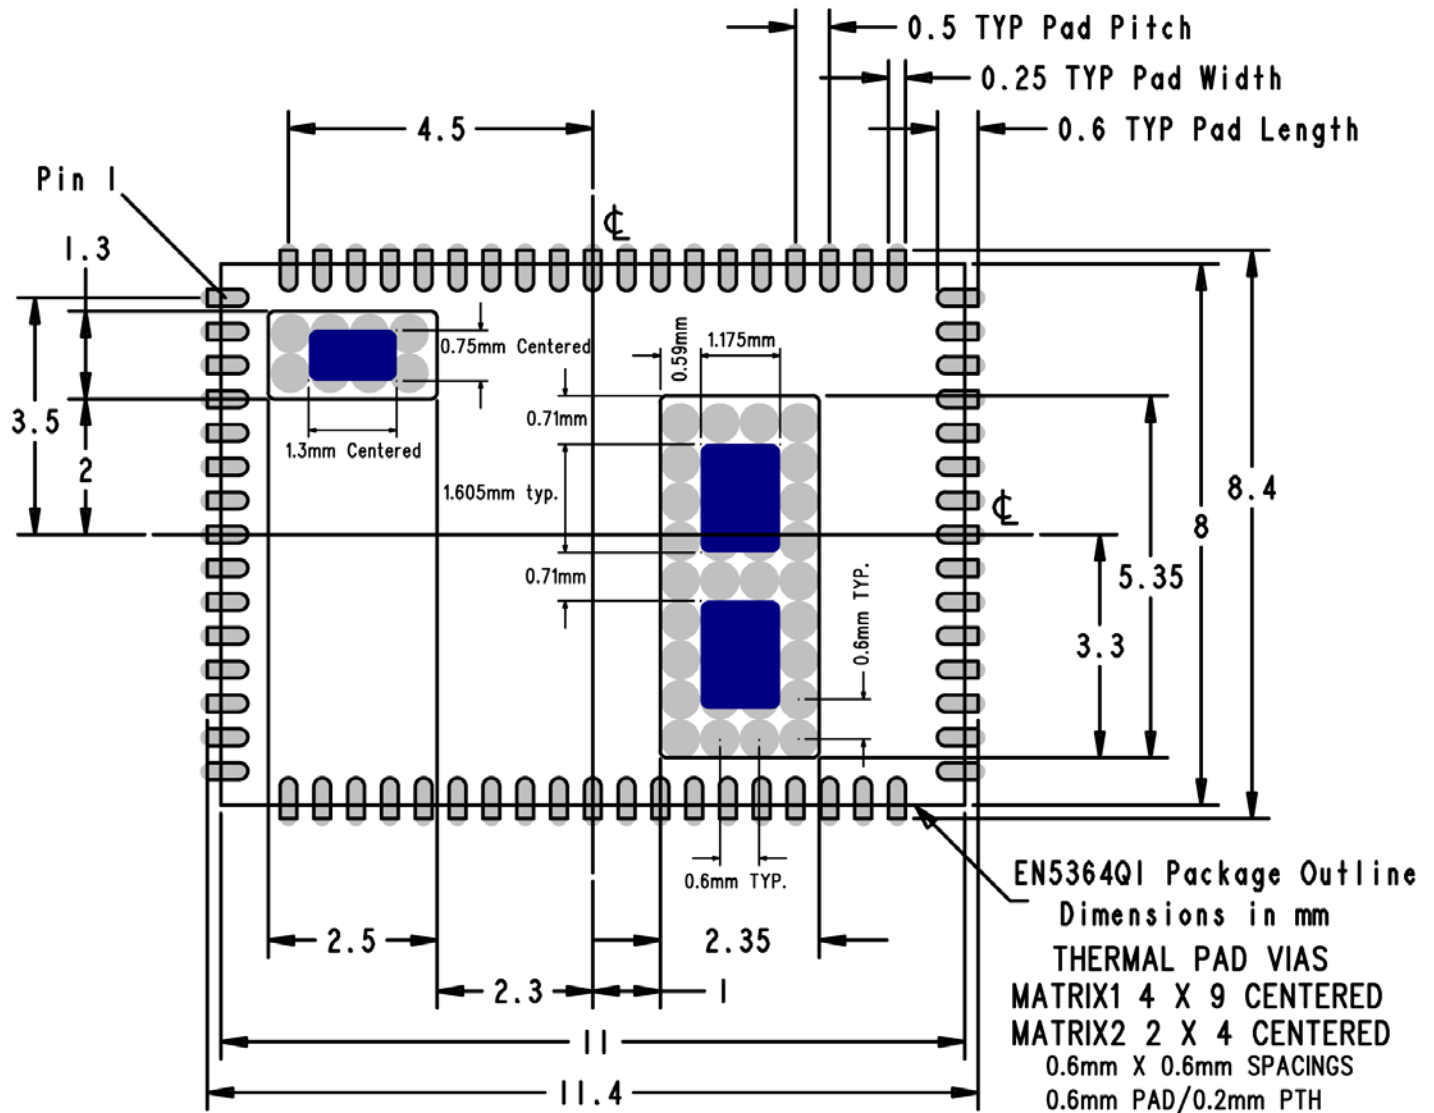 0.5 TYP Pad Pitch
0.25 TYP Pad Width
4.5
0.6 TYP Pad Length
Pin 1
℄
1.3
0.75mm Centered
0.59mm
1.175mm
3.5
0.71mm
1.3mm Centered
2
1.605mm typ.
℄
8.4
8
0.71mm
5.35
0.6mm TYP.
3.3
0.6mm TYP.
EN5364QI Package Outline
Dimensions in mm
2.5
2.35
THERMAL PAD VIAS
2.3
1
MATRIX1 4 X 9 CENTERED
MATRIX2 2 X 4 CENTERED
11
0.6mm X 0.6mm SPACINGS
11.4
0.6mm PAD/0.2mm PTH